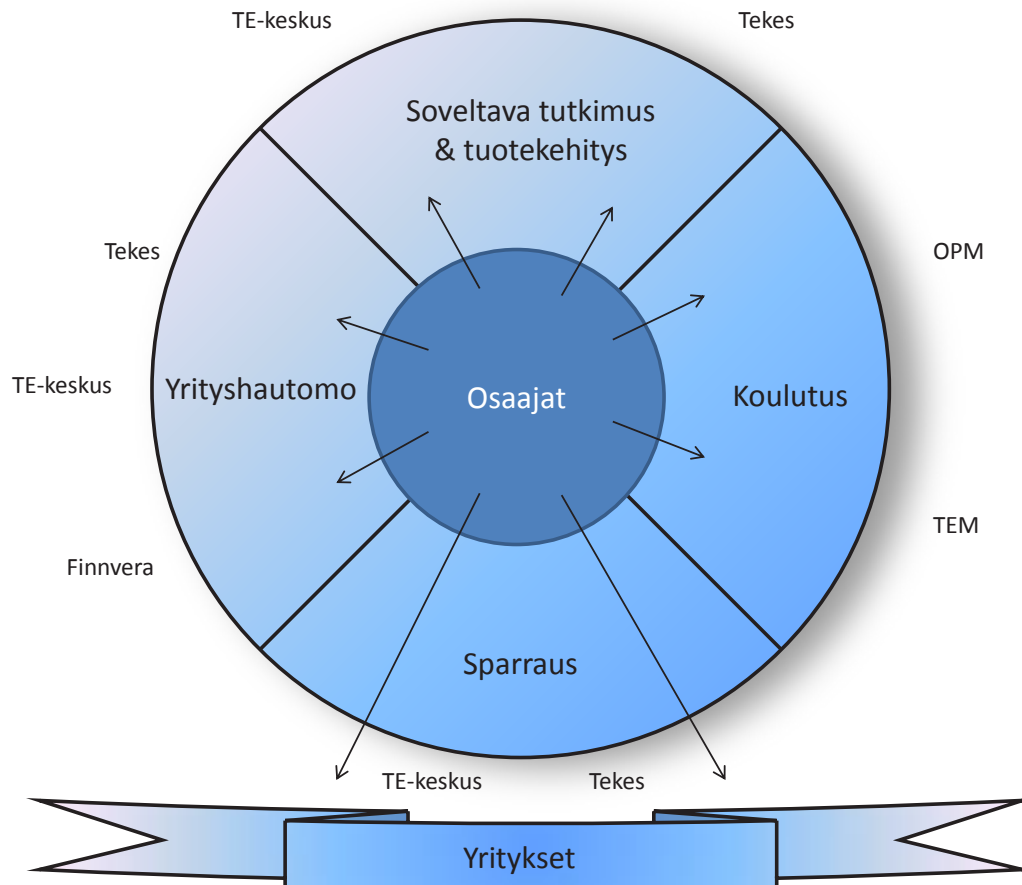 TE-keskus
Tekes
Soveltava tutkimus
& tuotekehitys
Tekes
OPM
TE-keskus
Yrityshautomo
Osaajat
Koulutus
Finnvera
TEM
Sparraus
TE-keskus
Tekes
Yritykset